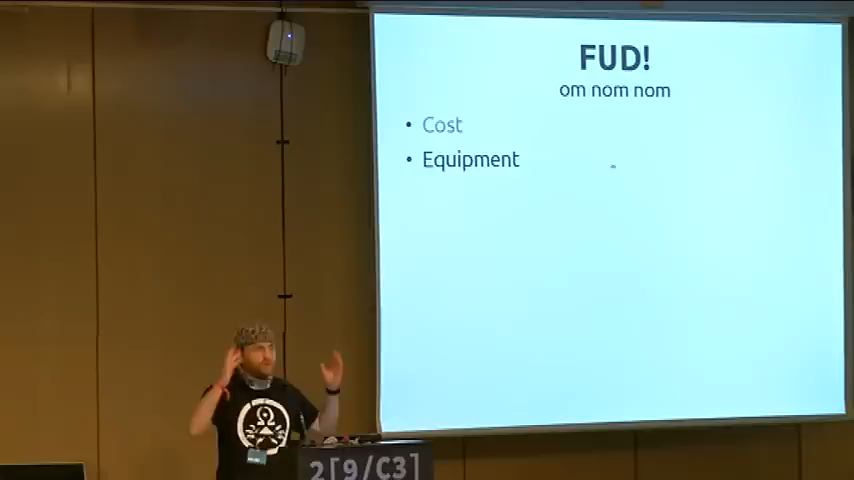 FUD!
om nom nom
• Cost
• Equipment
2[9/C3]